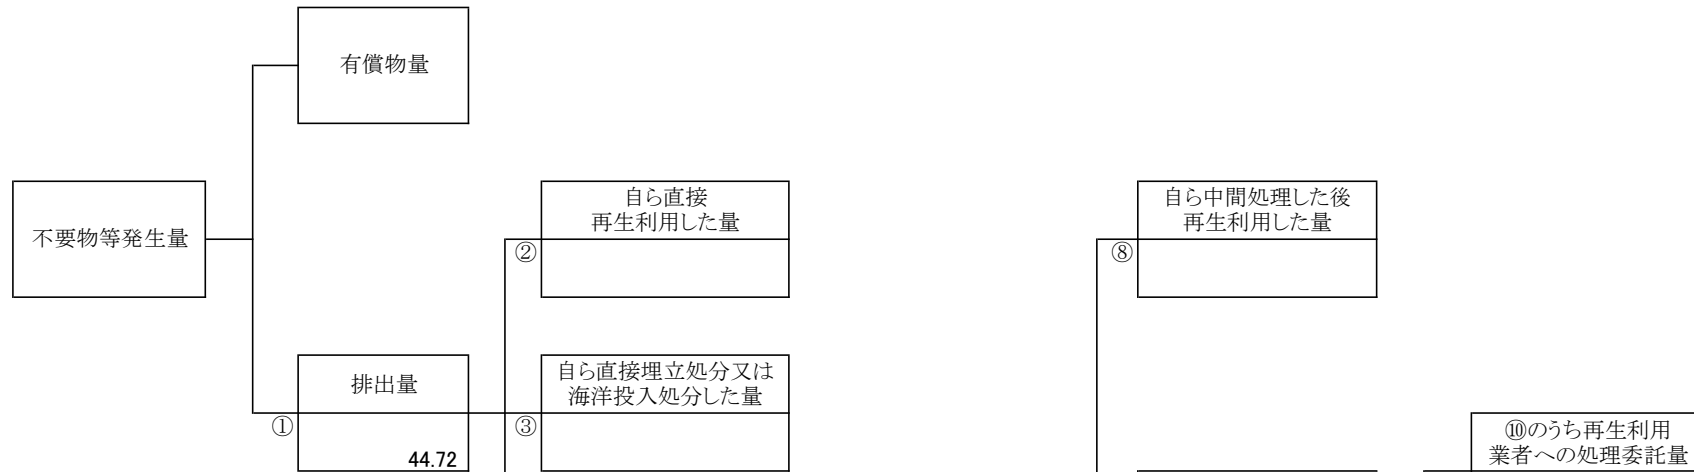 有償物量
不要物等発生量
自ら直接
再生利用した量
②
自ら中間処理した後
再生利用した量
⑧
排出量
①
44.72
自ら直接埋立処分又は
海洋投入処分した量
③
⑩のうち再生利用
業者への処理委託量